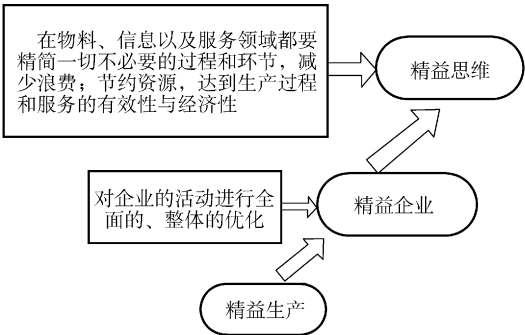 在物料、信息以及服务领域都要
精简一切不必要的过程和环节，减
少浪费；节约资源，达到生产过程
和服务的有效性与经济性
精益思维
对企业的活动进行全
面的、整体的优化
精益企业
精益生产